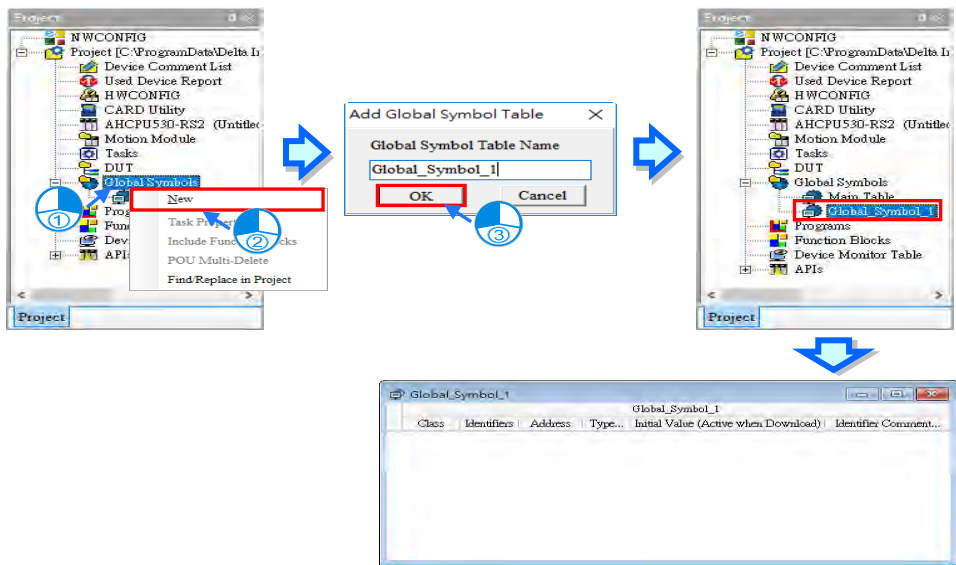 Project
NWCONFIG
Project [C:\ProgramData\Delta In
Device Comment List
Used Device Report
HWCONFIG
CARD Utility
AHCPU530-RS2 (Untitled
Motion Module
Tasks
DUT
Global Symbols
Prog
Fun
Dev
APIs
Project
①
New
Task Propert
②
Include Func cks
POU Multi-Delete
Find/Replace in Project
Add Global Symbol Table
Global Symbol Table Name
Global_Symbol_1
OK
Cancel
③
Project
NWCONFIG
Project [C:\ProgramData\Delta In
Device Comment List
Used Device Report
HWCONFIG
CARD Utility
AHCPU530-RS2 (Untitled
Motion Module
Tasks
DUT
Global Symbols
Main Table
Global_Symbol_1
Programs
Function Blocks
Device Monitor Table
APIs
Project
Global_Symbol_1
Global_Symbol_1
Class Identifiers Address Type... Initial Value (Active when Download) Identifier Comment...